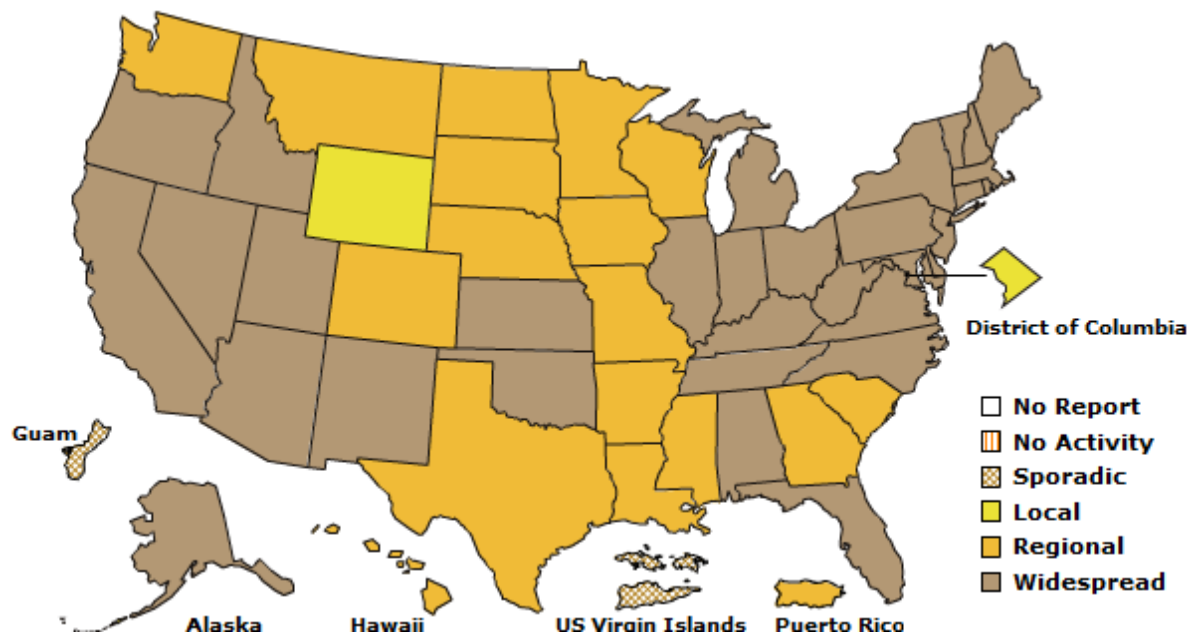 District of Columbia
No Report
Guam
No Activity
Sporadic
Local
Regional
Widespread
Alaska
Hawaii
US Virgin Islands
Puerto Rico